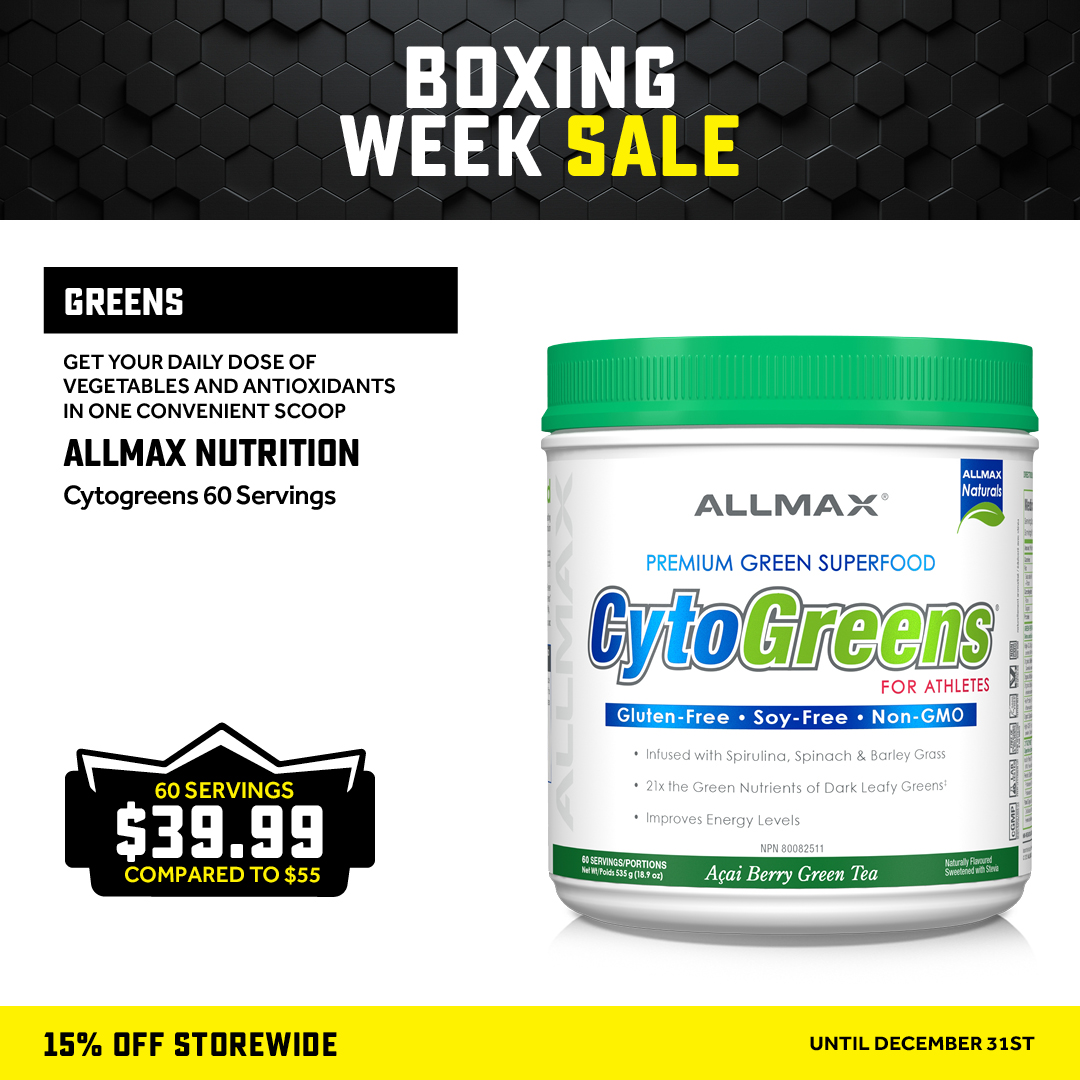 BOXING
WEEK SALE
GREENS
GET YOUR DAILY DOSE OF
VEGETABLES AND ANTIOXIDANTS
IN ONE CONVENIENT SCOOP
ALLMAX NUTRITION
Cytogreens 60 Servings
60 SERVINGS
$39.99
COMPARED TO $55
ALLMAX
ALLMAX
Naturals
ALLMAX®
PREMIUM GREEN SUPERFOOD
CytoGreens®
FOR ATHLETES
Gluten-Free • Soy-Free • Non-GMO
• Infused with Spirulina, Spinach & Barley Grass
• 21x the Green Nutrients of Dark Leafy Greens‡
• Improves Energy Levels
NPN 80082511
60 SERVINGS/PORTIONS
Net Wt/Poids 535 g (18.9 oz)
Açai Berry Green Tea
Naturally Flavoured
Sweetened with Stevia
cGMP
15% OFF STOREWIDE
UNTIL DECEMBER 31ST